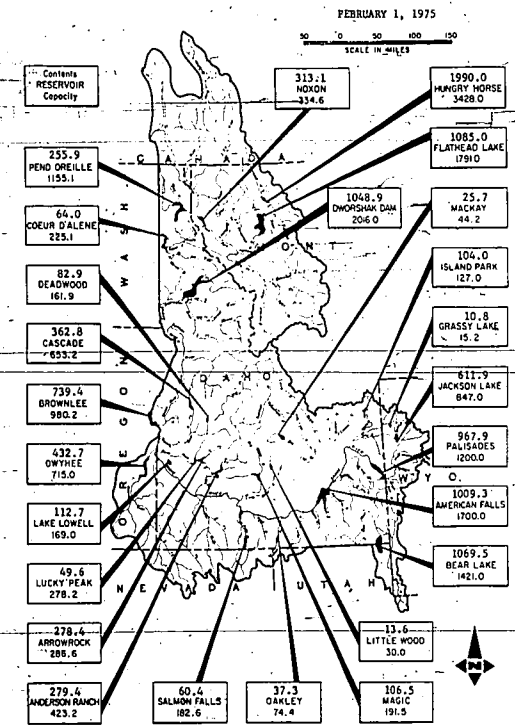 FEBRUARY 1, 1975
50 0 50 100 150
SCALE IN MILES
Contents
RESERVOIR
Capacity
313.1
NOXON
334.6
1990.0
HUNGRY HORSE
3428.0
255.9
PEND OREILLE
1155.1
1085.0
FLATHEAD LAKE
1791.0
CANADA
64.0
COEUR D'ALENE
225.1
1048.9
DWORSHAK DAM
2016.0
25.7
MACKAY
44.2
WASH
MONT
82.9
DEADWOOD
161.9
104.0
ISLAND PARK
127.0
362.8
CASCADE
653.2
10.8
GRASSY LAKE
15.2
IDAHO
739.4
BROWNLEE
980.2
611.9
JACKSON LAKE
847.0
OREGON
432.7
OWYHEE
715.0
967.9
PALISADES
1200.0
WYO.
112.7
LAKE LOWELL
169.0
1009.3
AMERICAN FALLS
1700.0
49.6
LUCKY PEAK
278.2
1069.5
BEAR LAKE
1421.0
NEVADA UTAH
278.4
ARROWROCK
286.6
13.6
LITTLE WOOD
30.0
N
279.4
ANDERSON RANCH
423.2
60.4
SALMON FALLS
182.6
37.3
OAKLEY
74.4
106.5
MAGIC
191.5